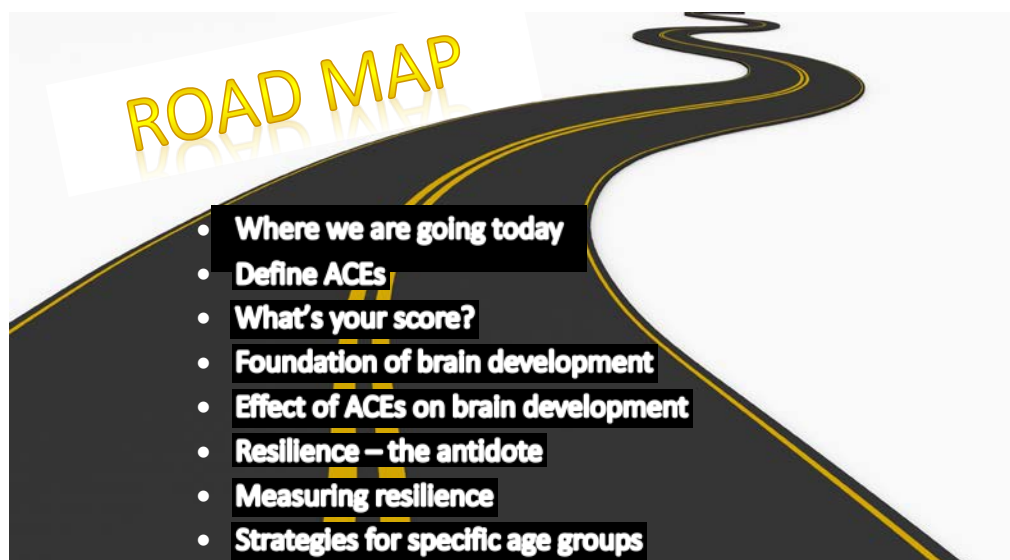 ROAD MAP
• Where we are going today
• Define ACEs
• What’s your score?
• Foundation of brain development
• Effect of ACEs on brain development
• Resilience – the antidote
• Measuring resilience
• Strategies for specific age groups